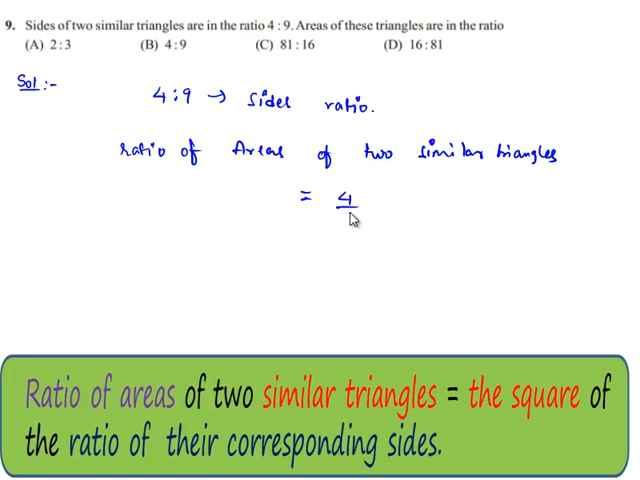 9. Sides of two similar triangles are in the ratio 4 : 9. Areas of these triangles are in the ratio
(A) 2 : 3 (B) 4 : 9 (C) 81 : 16 (D) 16 : 81
Sol :-
4 : 9 → Sides ratio.
ratio of Areas of two similar triangles
= 4
Ratio of areas of two similar triangles = the square of
the ratio of their corresponding sides.